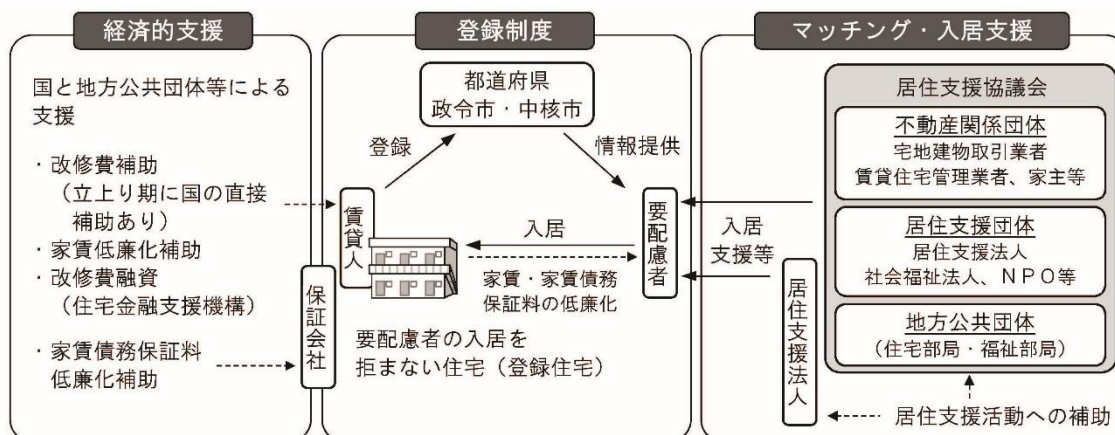 経済的支援
国と地方公共団体等による
支援
・改修費補助
（立上り期に国の直接
補助あり）
・家賃低廉化補助
・改修費融資
（住宅金融支援機構）
・家賃債務保証料
低廉化補助
保証会社
登録制度
都道府県
政令市・中核市
登録
情報提供
賃貸人
入居
家賃・家賃債務
保証料の低廉化
要配慮者
要配慮者の入居を
拒まない住宅（登録住宅）
マッチング・入居支援
入居
支援等
居住支援法人
居住支援協議会
不動産関係団体
宅地建物取引業者
賃貸住宅管理業者、家主等
居住支援団体
居住支援法人
社会福祉法人、ＮＰＯ等
地方公共団体
（住宅部局・福祉部局）
居住支援活動への補助